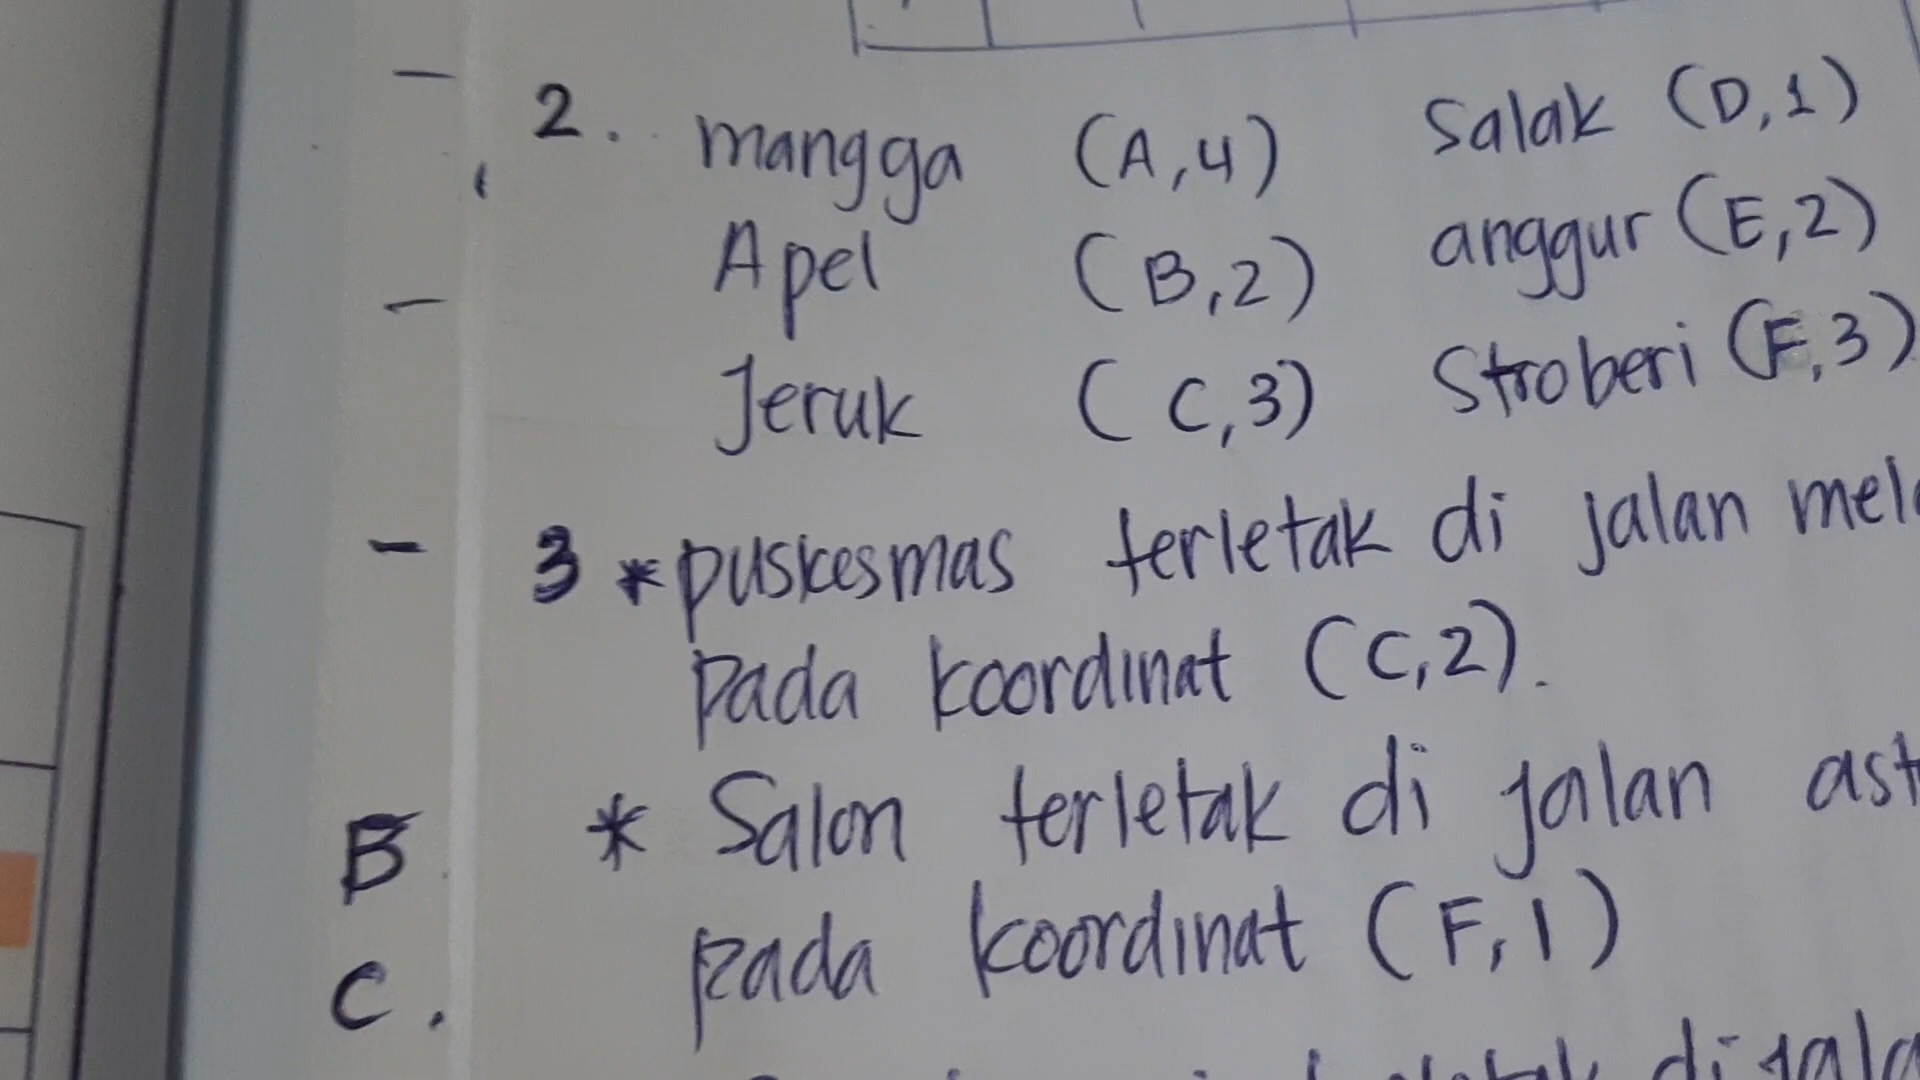 2. mangga (A,4) Salak (D,1)
Apel (B,2) anggur (E,2)
Jeruk (C,3) Stroberi (F,3)
3 * puskesmas terletak di jalan
pada koordinat (C,2).
B * Salon terletak di jalan
C. pada koordinat (F,1)
di